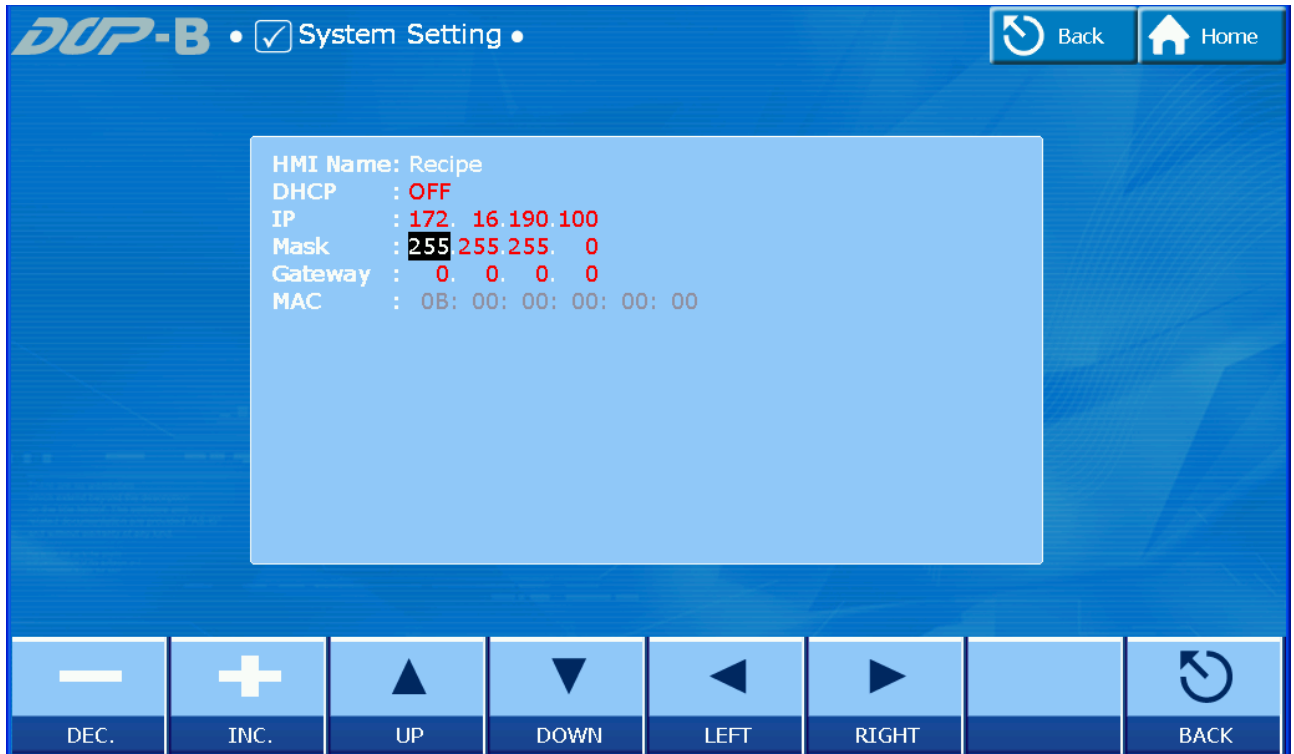 DOP-B • System Setting •
Back
Home
HMI Name: Recipe
DHCP : OFF
IP : 172. 16.190.100
Mask : 255.255.255. 0
Gateway : 0. 0. 0. 0
MAC : 0B: 00: 00: 00: 00: 00
DEC.
INC.
UP
DOWN
LEFT
RIGHT
BACK